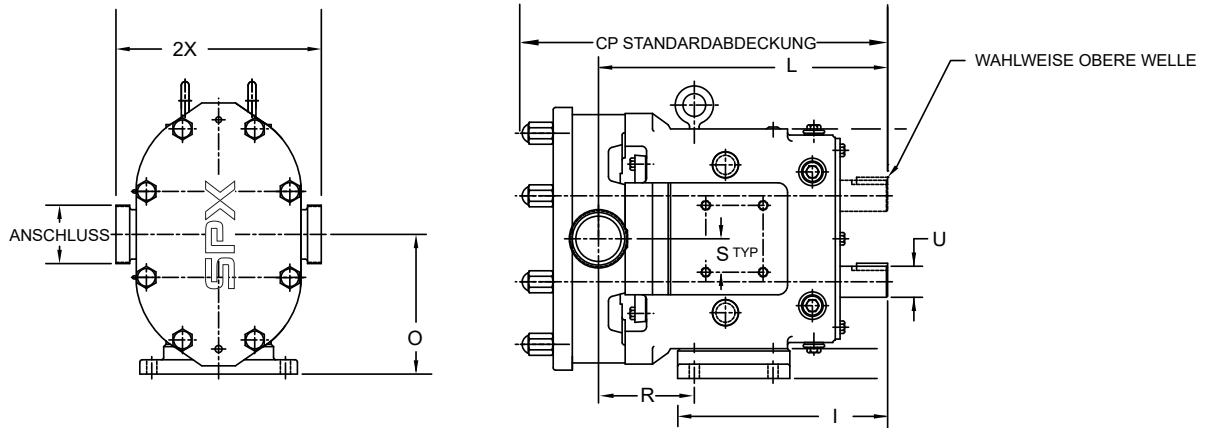 2X
ANSCHLUSS
SPX
O
CP STANDARDABDECKUNG
L
WAHLWEISE OBERE WELLE
S TYP
U
R
I